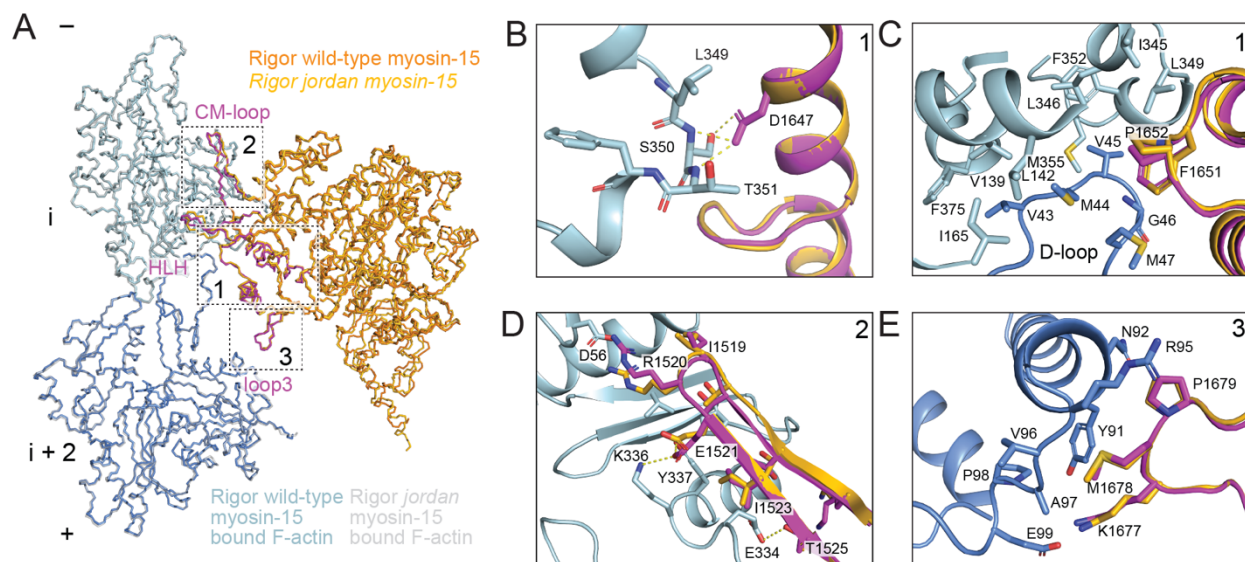 A
–
Rigor wild-type myosin-15
Rigor jordan myosin-15
CM-loop
2
i
HLH
1
3
loop3
i + 2
+
Rigor wild-type
myosin-15
bound F-actin
Rigor jordan
myosin-15
bound F-actin
B
1
L349
D1647
S350
T351
C
1
I345
F352
L349
L346
P1652
V45
M355
F1651
L142
V139
M44
G46
F375
V43
I165
D-loop
M47
D
2
I1519
D56
R1520
K336
E1521
Y337
I1523
E334
T1525
E
3
N92
R95
P1679
V96
Y91
P98
M1678
A97
K1677
E99